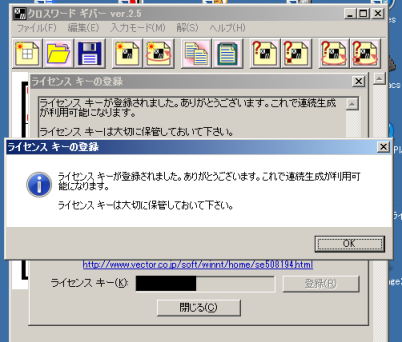 クロスワード ギバー ver.2.5
ファイル(F) 編集(E) 入力モード(M) 解(S) ヘルプ(H)
ライセンス キーの登録
ライセンス キーが登録されました。ありがとうございます。これで連続生成
が利用可能になります。
ライセンス キーは大切に保管しておいて下さい。
ライセンス キーの登録
ライセンス キーが登録されました。ありがとうございます。これで連続生成が利用可
能になります。
ライセンス キーは大切に保管しておいて下さい。
OK
http://www.vector.co.jp/soft/winnt/home/se508194.html
ライセンス キー(K):
登録(R)
閉じる(C)